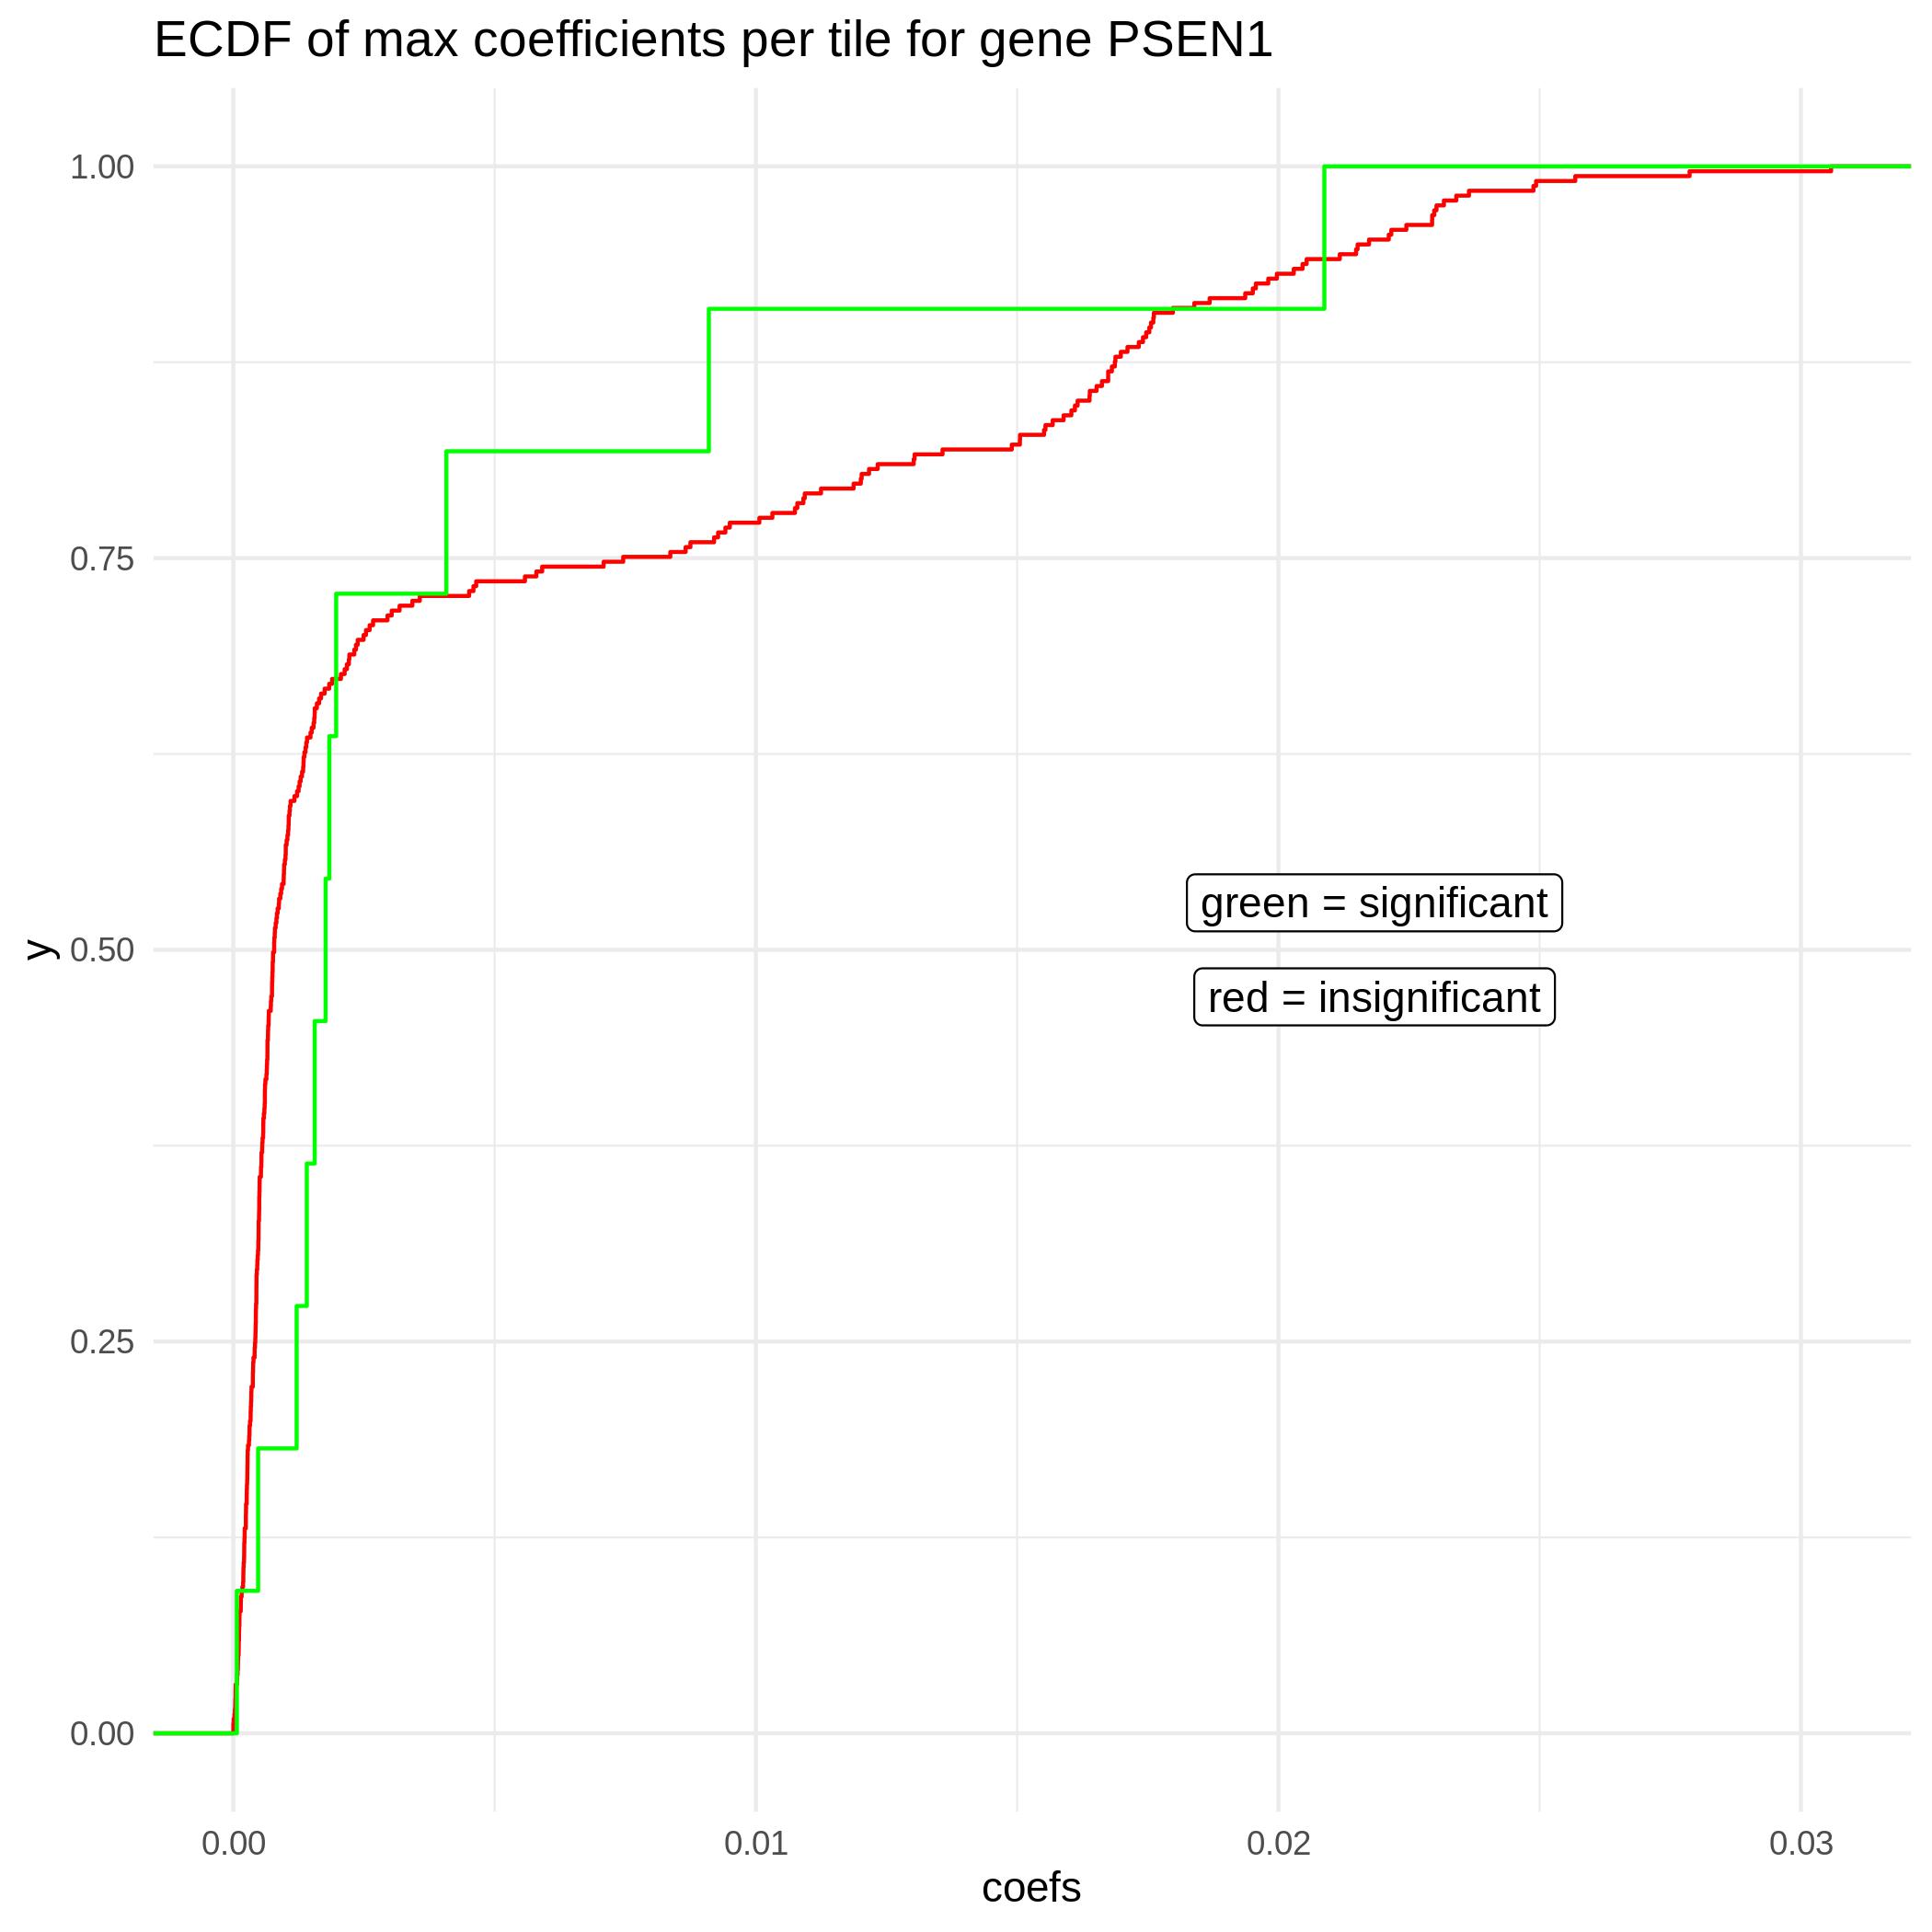 ECDF of max coefficients per tile for gene PSEN1
1.00
0.75
0.50
0.25
0.00
y
green = significant
red = insignificant
0.00 0.01 0.02 0.03
coefs